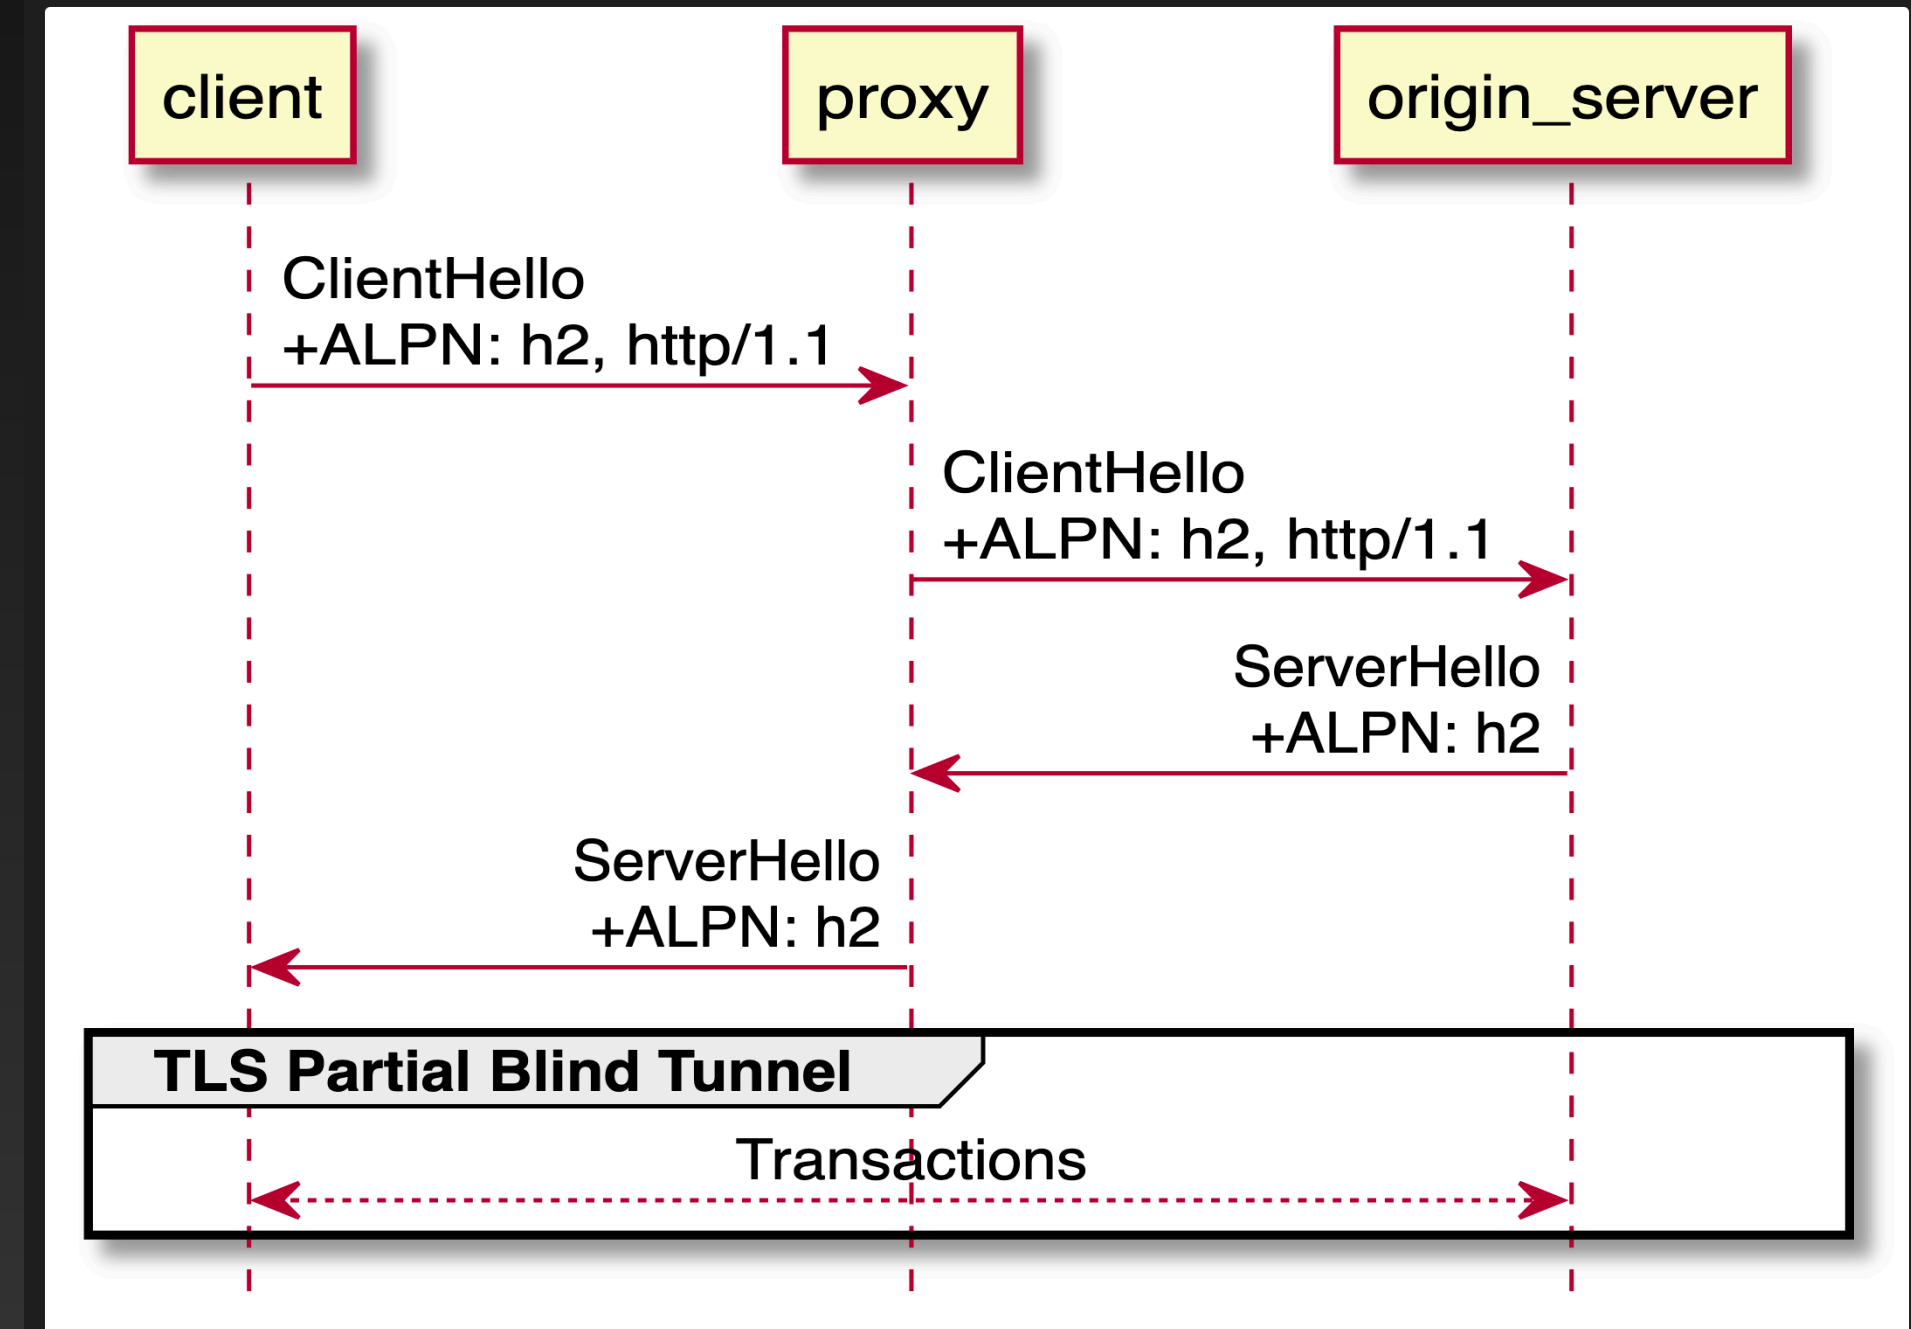 client
proxy
origin_server
ClientHello
+ALPN: h2, http/1.1
ClientHello
+ALPN: h2, http/1.1
ServerHello
+ALPN: h2
ServerHello
+ALPN: h2
TLS Partial Blind Tunnel
Transactions